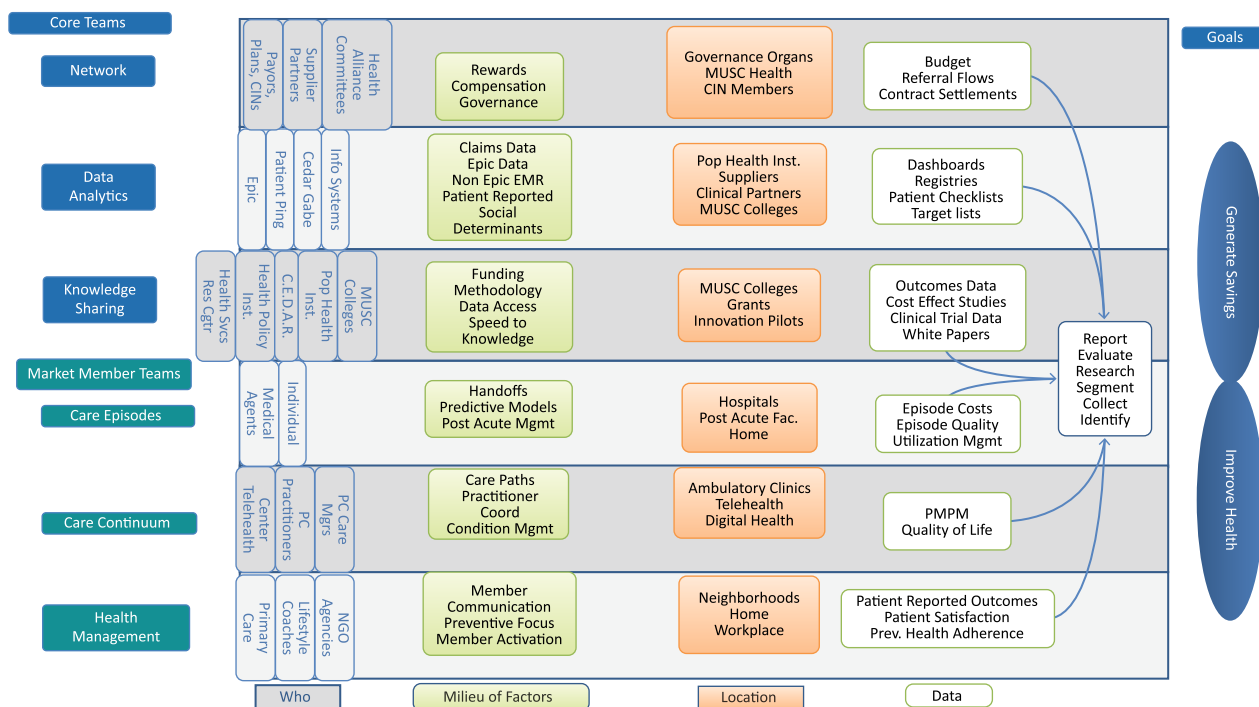 Core Teams
Goals
Network
Payors,
Plans, CINs
Supplier
Partners
Health
Alliance
Committees
Rewards
Compensation
Governance
Governance Organs
MUSC Health
CIN Members
Budget
Referral Flows
Contract Settlements
Data
Analytics
Epic
Patient Ping
Cedar Gabe
Info Systems
Claims Data
Epic Data
Non Epic EMR
Patient Reported
Social
Determinants
Pop Health Inst.
Suppliers
Clinical Partners
MUSC Colleges
Dashboards
Registries
Patient Checklists
Target lists
Generate Savings
Knowledge
Sharing
Health Svcs
Res Cgtr
Health Policy
Inst.
C.E.D.A.R.
Pop Health
Inst.
MUSC
Colleges
Funding
Methodology
Data Access
Speed to
Knowledge
MUSC Colleges
Grants
Innovation Pilots
Outcomes Data
Cost Effect Studies
Clinical Trial Data
White Papers
Report
Evaluate
Research
Segment
Collect
Identify
Market Member Teams
Care Episodes
Medical
Agents
Individual
Handoffs
Predictive Models
Post Acute Mgmt
Hospitals
Post Acute Fac.
Home
Episode Costs
Episode Quality
Utilization Mgmt
Improve Health
Care Continuum
Center
Telehealth
PC
Practitioners
PC Care
Mgrs
Care Paths
Practitioner
Coord
Condition Mgmt
Ambulatory Clinics
Telehealth
Digital Health
PMPM
Quality of Life
Health
Management
Primary
Care
Lifestyle
Coaches
NGO
Agencies
Member
Communication
Preventive Focus
Member Activation
Neighborhoods
Home
Workplace
Patient Reported Outcomes
Patient Satisfaction
Prev. Health Adherence
Who
Milieu of Factors
Location
Data